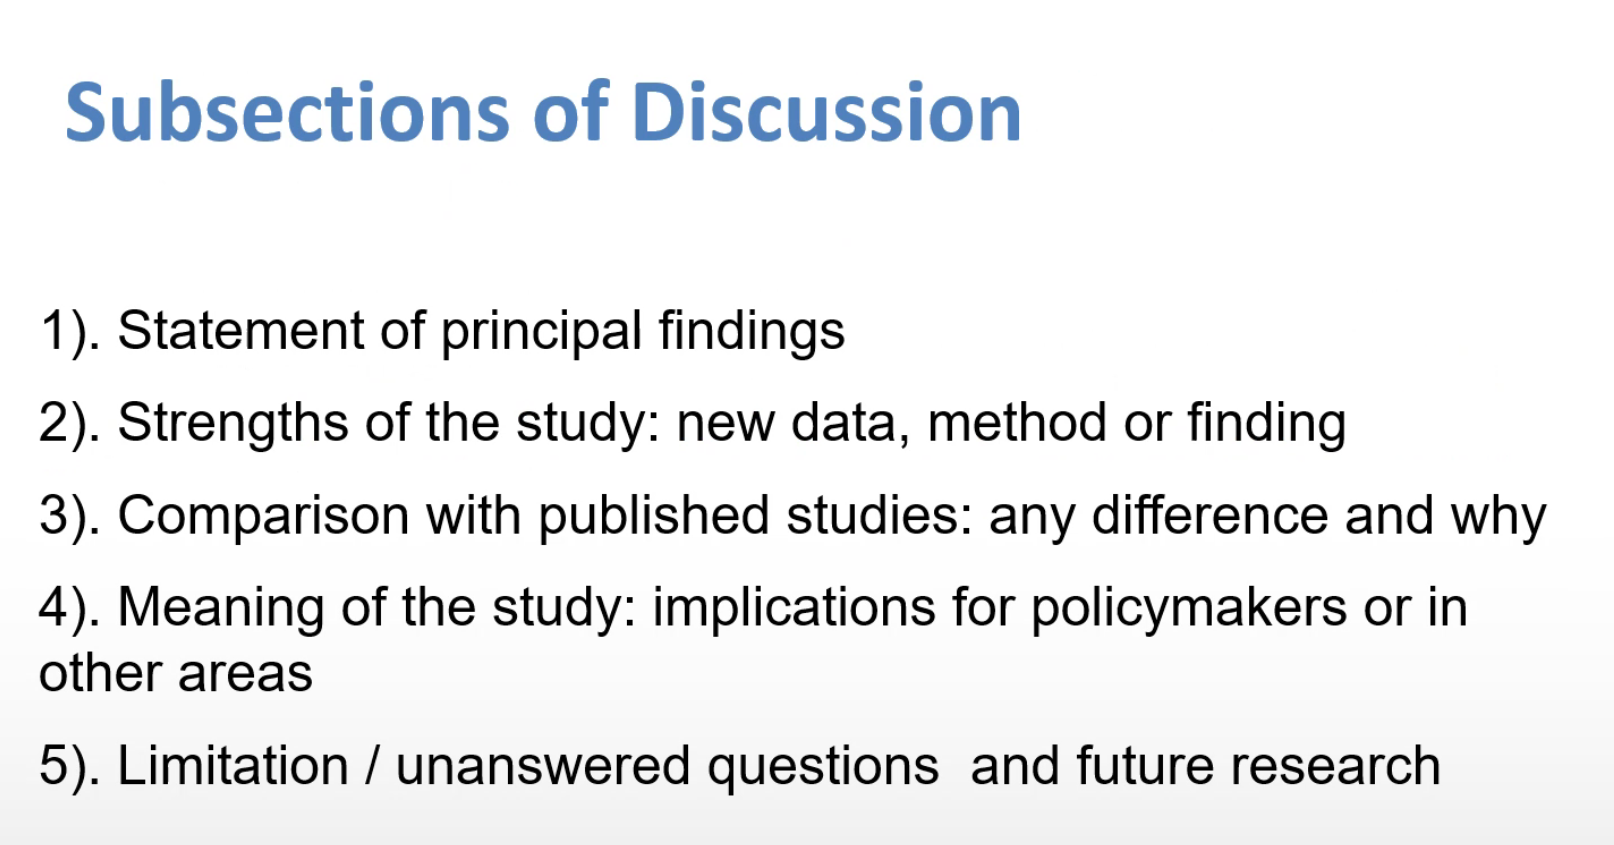 Subsections of Discussion
1). Statement of principal findings
2). Strengths of the study: new data, method or finding
3). Comparison with published studies: any difference and why
4). Meaning of the study: implications for policymakers or in
other areas
5). Limitation / unanswered questions  and future research